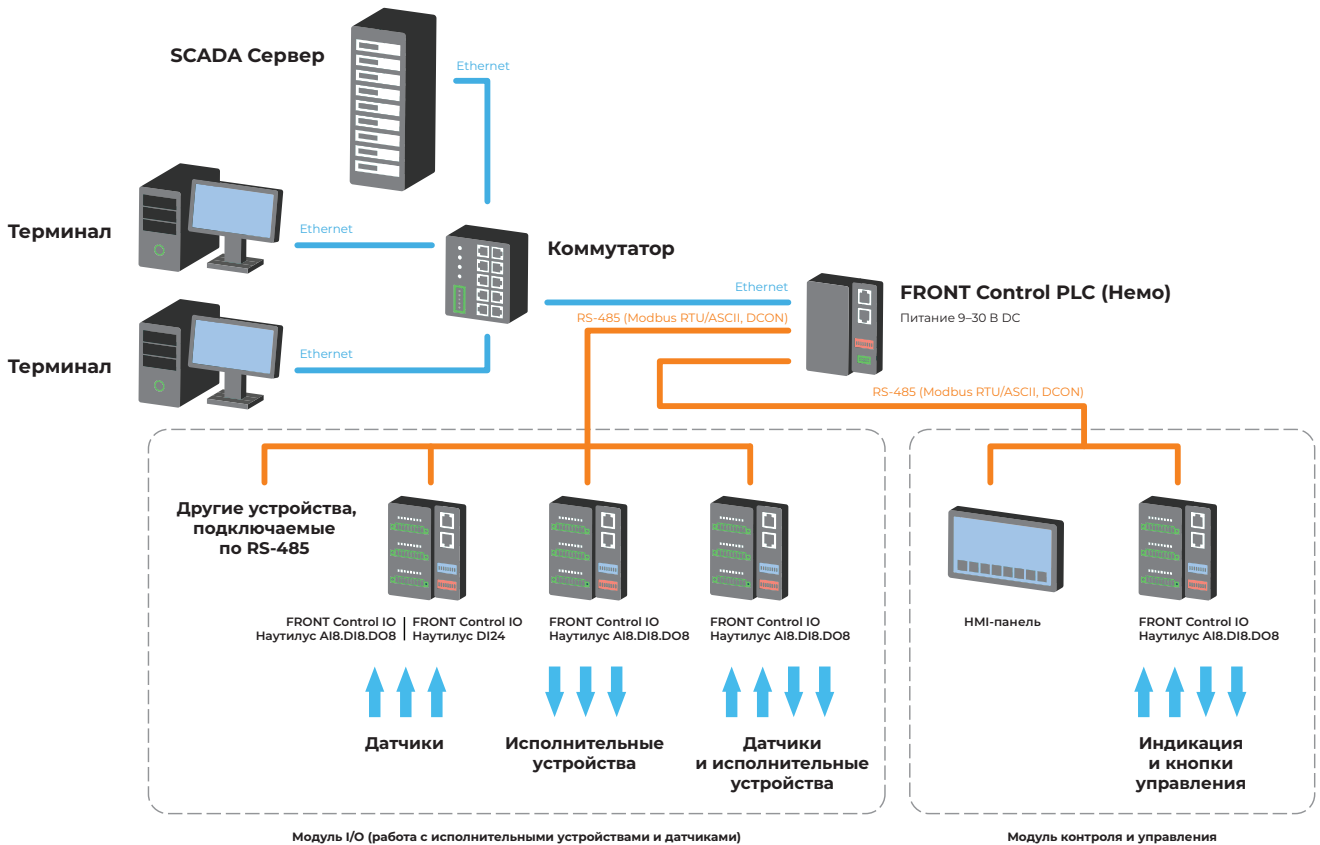 SCADA Сервер
Ethernet
Терминал
Ethernet
Коммутатор
Ethernet
FRONT Control PLC (Немо)
Питание 9–30 В DC
RS-485 (Modbus RTU/ASCII, DCON)
Терминал
Ethernet
RS-485 (Modbus RTU/ASCII, DCON)
Другие устройства,
подключаемые
по RS-485
FRONT Control IO
Наутилус AI8.DI8.DO8
FRONT Control IO
Наутилус DI24
FRONT Control IO
Наутилус AI8.DI8.DO8
FRONT Control IO
Наутилус AI8.DI8.DO8
HMI-панель
FRONT Control IO
Наутилус AI8.DI8.DO8
Датчики
Исполнительные
устройства
Датчики
и исполнительные
устройства
Индикация
и кнопки
управления
Модуль I/O (работа с исполнительными устройствами и датчиками)
Модуль контроля и управления